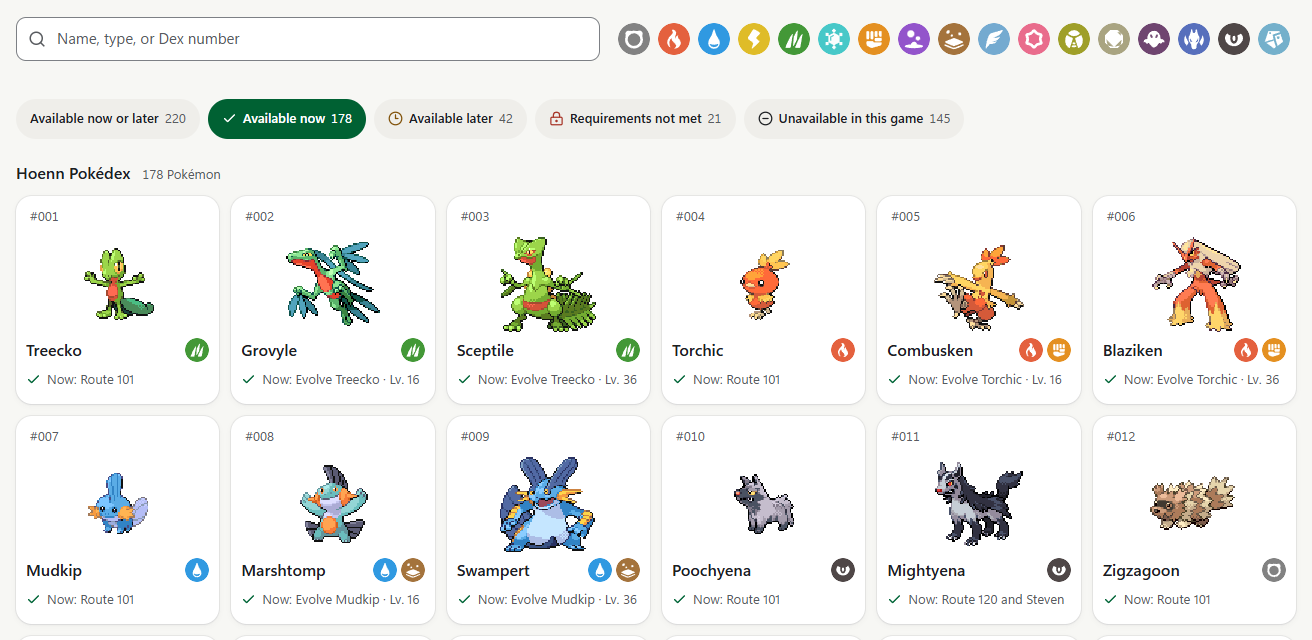 Name, type, or Dex number
Available now or later 220 Available now 178 Available later 42 Requirements not met 21 Unavailable in this game 145
Hoenn Pokédex 178 Pokémon
#001 #002 #003 #004 #005 #006
Treecko Grovyle Sceptile Torchic Combusken Blaziken
Now: Route 101 Now: Evolve Treecko · Lv. 16 Now: Evolve Treecko · Lv. 36 Now: Route 101 Now: Evolve Torchic · Lv. 16 Now: Evolve Torchic · Lv. 36
#007 #008 #009 #010 #011 #012
Mudkip Marshtomp Swampert Poochyena Mightyena Zigzagoon
Now: Route 101 Now: Evolve Mudkip · Lv. 16 Now: Evolve Mudkip · Lv. 36 Now: Route 101 Now: Route 120 and Steven Now: Route 101